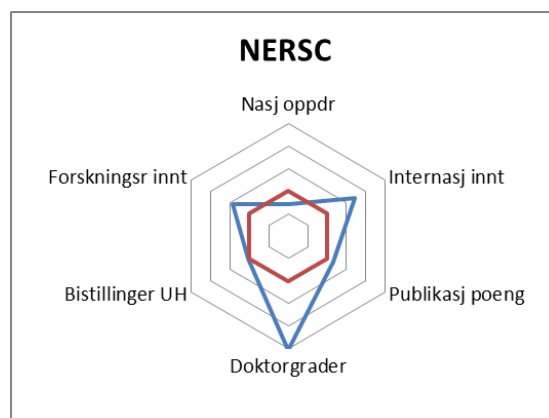 NERSC
Nasj oppdr
Forskningsr innt
Internasj innt
Bistillinger UH
Publikasj poeng
Doktorgrader